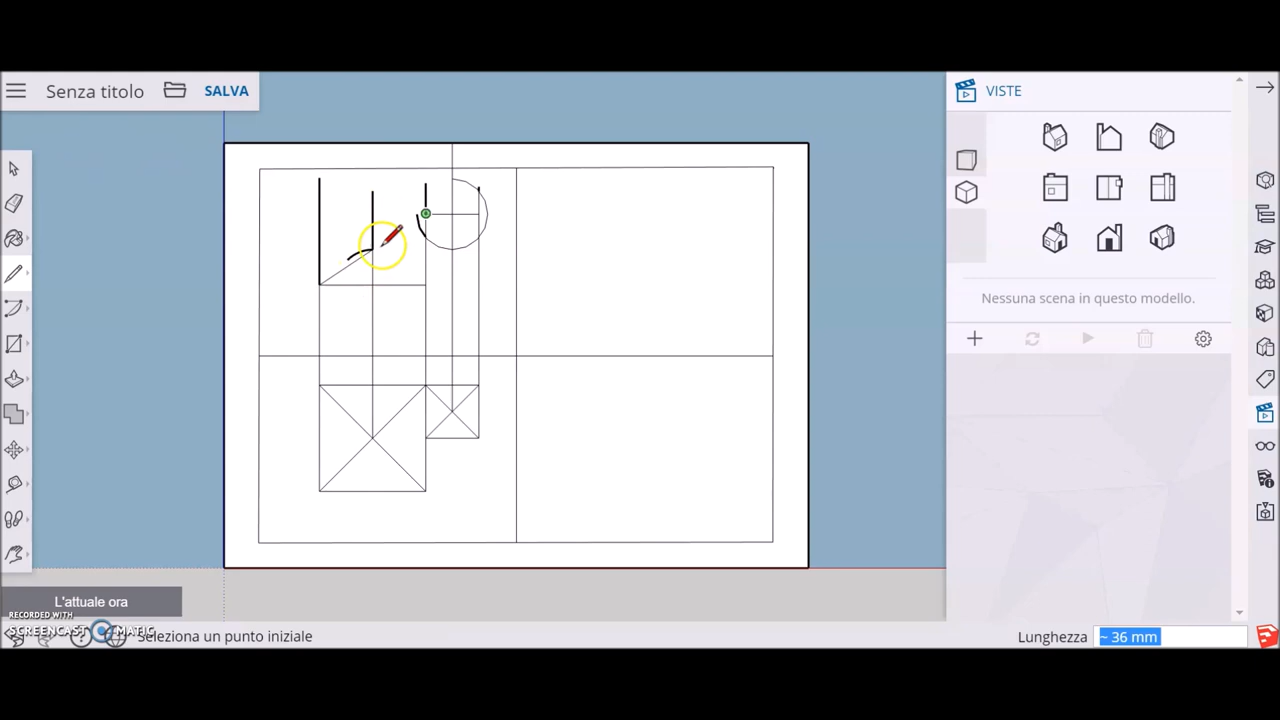 Senza titolo
SALVA
VISTE
Nessuna scena in questo modello.
L'attuale ora
RECORDED WITH
SCREENCAST MATIC
Seleziona un punto iniziale
Lunghezza
~ 36 mm